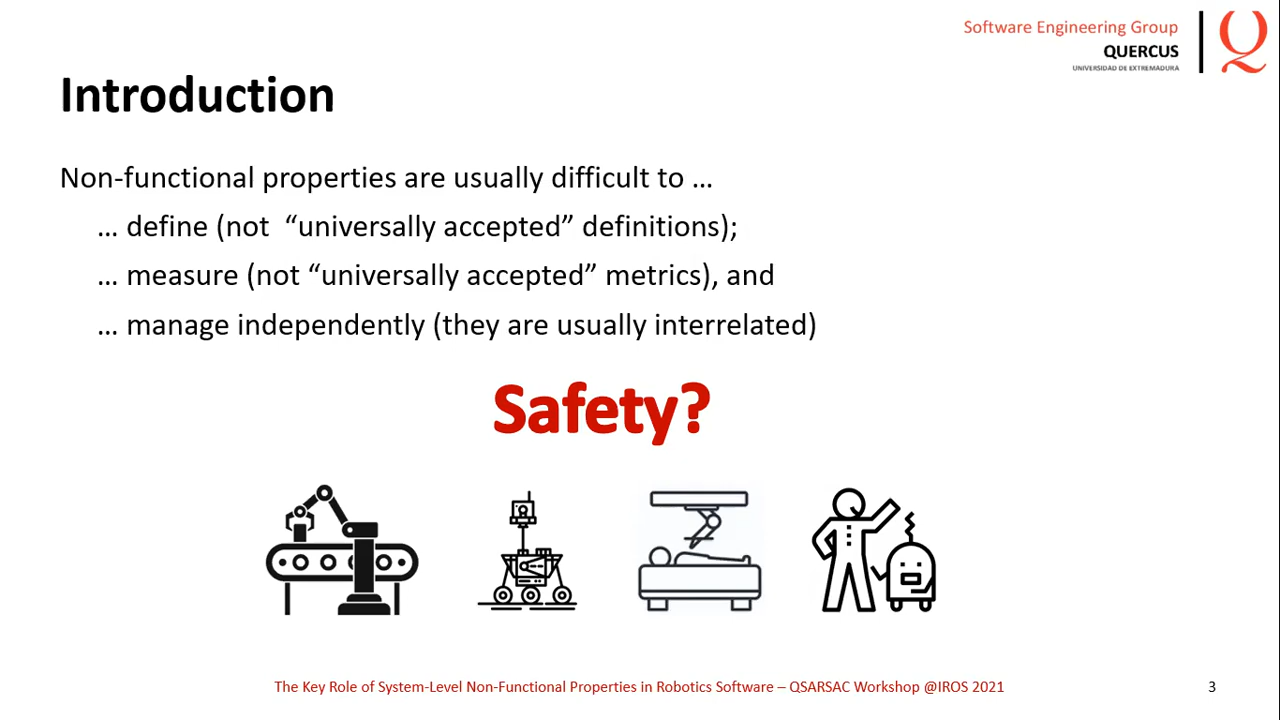 Software Engineering Group
QUERCUS
UNIVERSIDAD DE EXTREMADURA
Q
Introduction
Non-functional properties are usually difficult to …
… define (not “universally accepted” definitions);
… measure (not “universally accepted” metrics), and
… manage independently (they are usually interrelated)
Safety?
The Key Role of System-Level Non-Functional Properties in Robotics Software – QSARSAC Workshop @IROS 2021
3